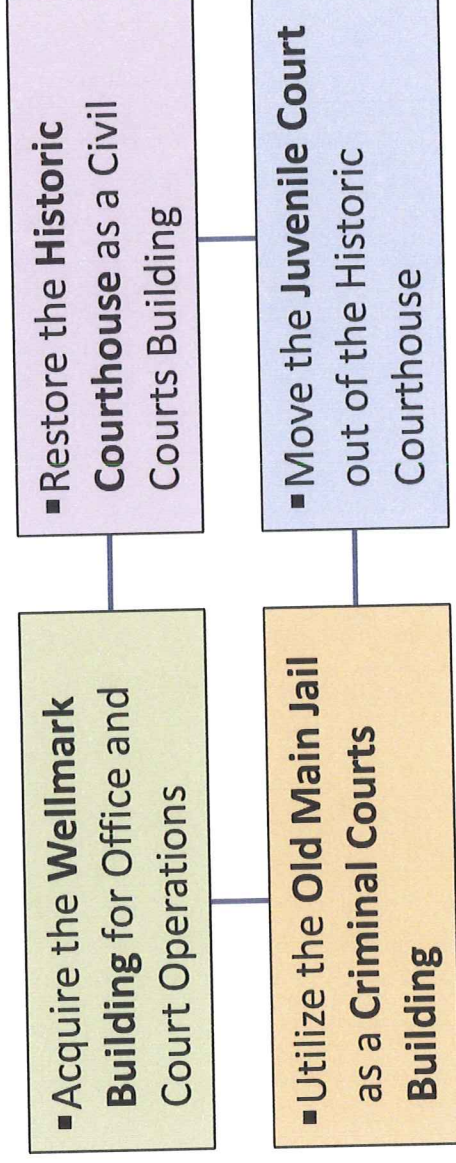 ▪Acquire the Wellmark
Building for Office and
Court Operations
▪Restore the Historic
Courthouse as a Civil
Courts Building
▪Utilize the Old Main Jail
as a Criminal Courts
Building
▪Move the Juvenile Court
out of the Historic
Courthouse